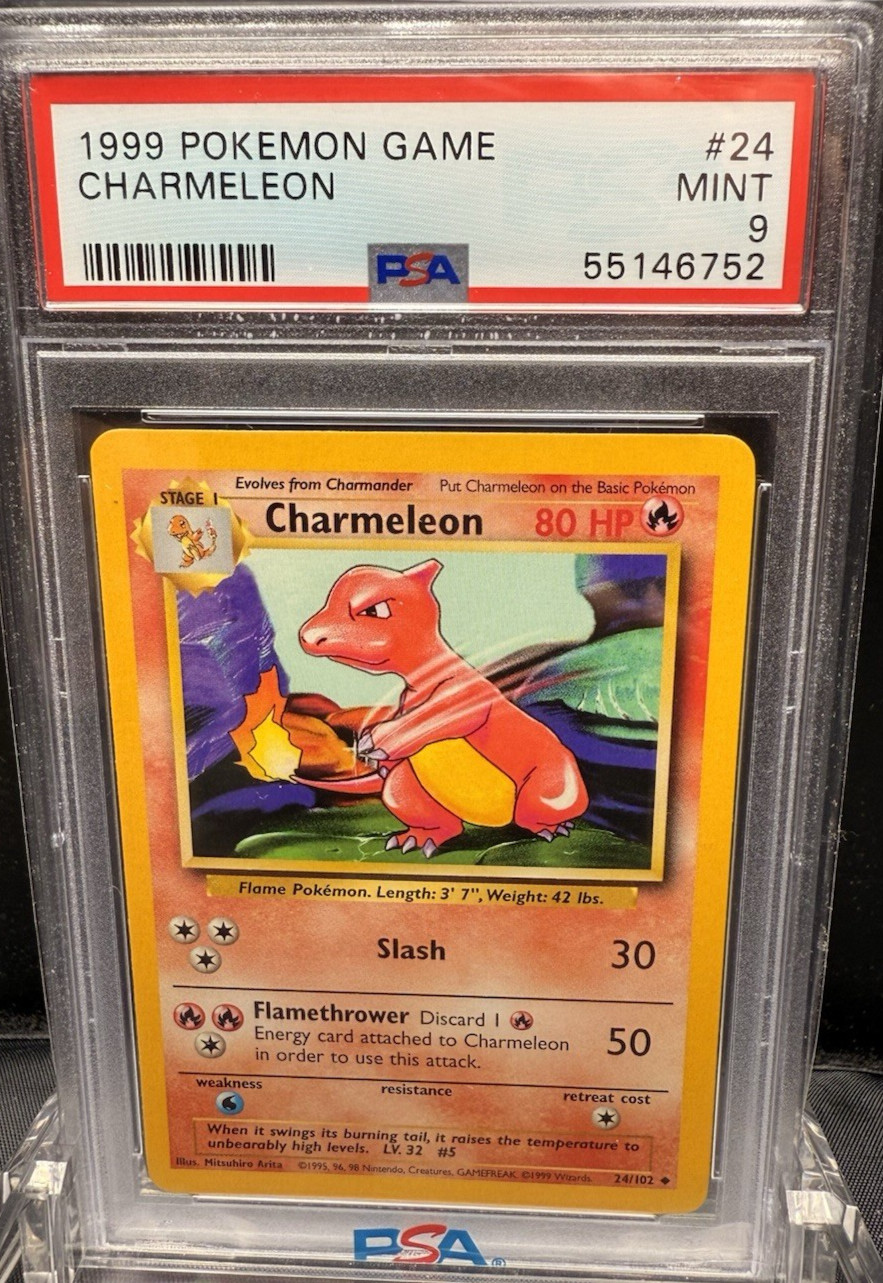 1999 POKEMON GAME #24
CHARMELEON MINT
9
PSA 55146752
STAGE 1
Evolves from Charmander Put Charmeleon on the Basic Pokémon
Charmeleon 80 HP
Flame Pokémon. Length: 3' 7", Weight: 42 lbs.
Slash 30
Flamethrower Discard 1
Energy card attached to Charmeleon
in order to use this attack.
50
weakness resistance retreat cost
When it swings its burning tail, it raises the temperature to
unbearably high levels. LV. 32 #5
Illus. Mitsuhiro Arita ©1995, 96, 98 Nintendo, Creatures, GAMEFREAK. ©1999 Wizards. 24/102
PSA®